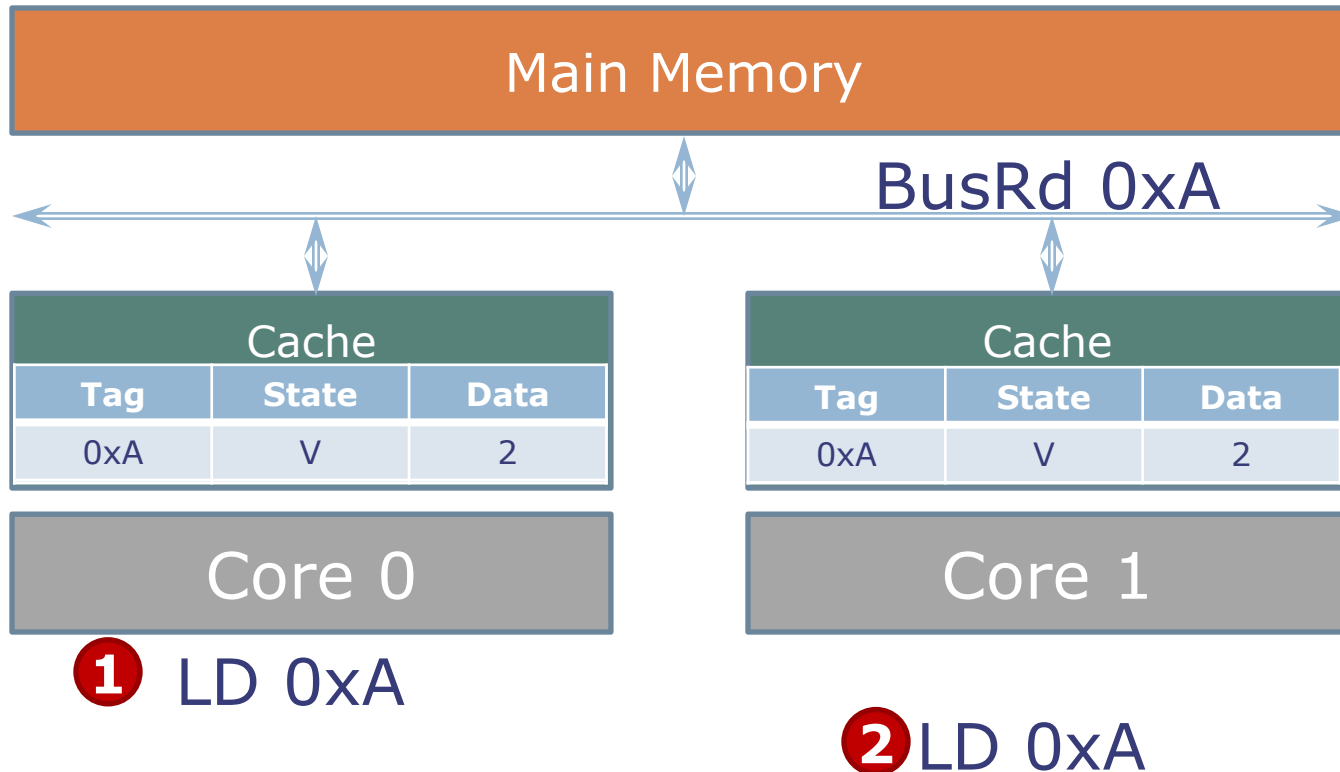 Main Memory
BusRd 0xA
Cache
Tag State Data
0xA V 2
Cache
Tag State Data
0xA V 2
Core 0
Core 1
1 LD 0xA
2 LD 0xA